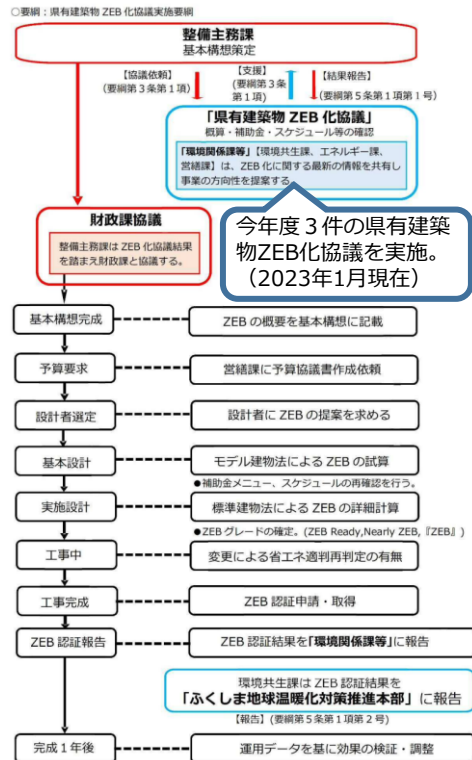 ○要綱：県有建築物 ZEB 化協議実施要綱
整備主務課
基本構想策定
【協議依頼】
(要綱第３条第１項)
【支援】
(要綱第３条
第１項)
【結果報告】
(要綱第５条第１項第１号)
「県有建築物 ZEB 化協議」
概算・補助金・スケジュール等の確認
「環境関係課等」【環境共生課、エネルギー課、
営繕課】は、ZEB 化に関する最新の情報を共有し
事業の方向性を提案する。
今年度３件の県有建築
物ZEB化協議を実施。
（2023年1月現在）
財政課協議
整備主務課は ZEB 化協議結果
を踏まえ財政課と協議する。
基本構想完成
ZEB の概要を基本構想に記載
予算要求
営繕課に予算協議書作成依頼
設計者選定
設計者に ZEB の提案を求める
基本設計
モデル建物法による ZEB の試算
●補助金メニュー、スケジュールの再確認を行う。
実施設計
標準建物法による ZEB の詳細計算
●ZEB グレードの確定。(ZEB Ready,Nearly ZEB,『ZEB』)
工事中
変更による省エネ適判再判定の有無
工事完成
ZEB 認証申請・取得
ZEB 認証報告
ZEB 認証結果を「環境関係課等」に報告
環境共生課は ZEB 認証結果を
「ふくしま地球温暖化対策推進本部」に報告
【報告】(要綱第５条第１項第２号)
完成１年後
運用データを基に効果の検証・調整